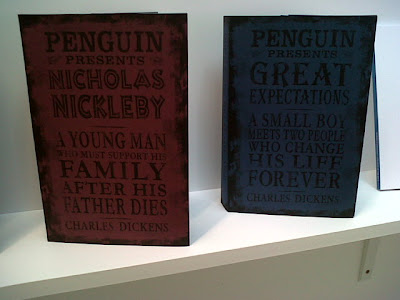 PENGUIN
PRESENTS
NICHOLAS
NICKLEBY
A YOUNG MAN
WHO MUST SUPPORT HIS
FAMILY
AFTER HIS
FATHER DIES
CHARLES DICKENS
PENGUIN
PRESENTS
GREAT
EXPECTATIONS
A SMALL BOY
MEETS TWO PEOPLE
WHO CHANGE
HIS LIFE
FOREVER
CHARLES DICKENS